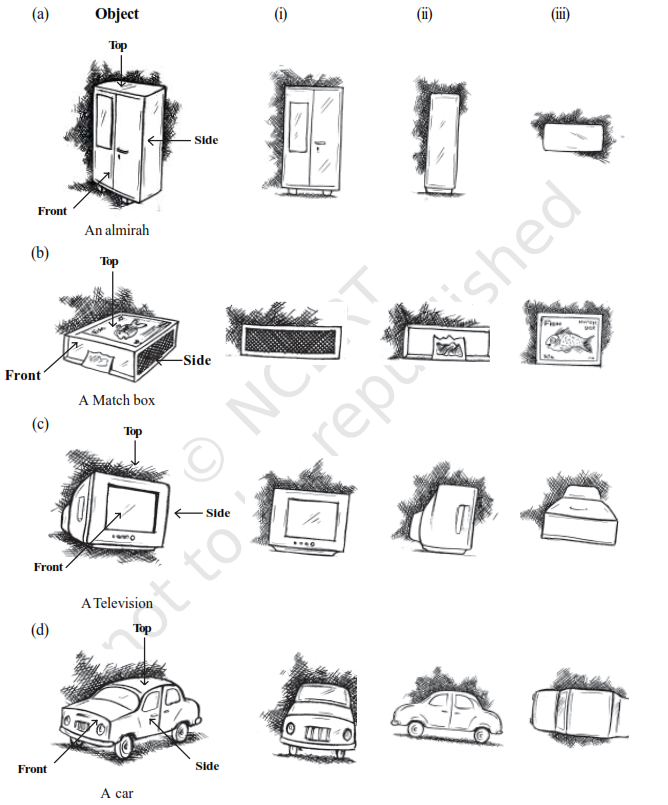 (a) Object (i) (ii) (iii)
Top
Side
Front
An almirah
(b)
Top
Side
Front
A Match box
(c)
Top
Side
Front
A Television
(d)
Top
Side
Front
A car
© NCERT
not to be republished